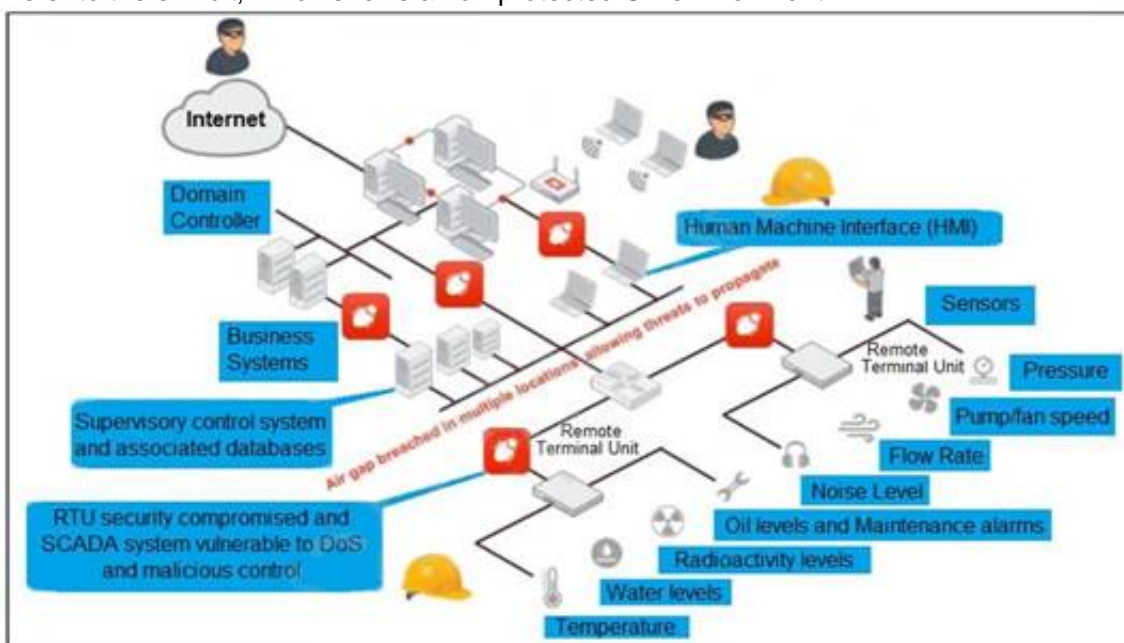 Internet
Domain
Controller
Human Machine Interface (HMI)
Business
Systems
Sensors
Remote
Terminal Unit
Pressure
Pump/fan speed
Supervisory control system
and associated databases
Air gap breached in multiple locations allowing threats to propagate
Remote
Terminal Unit
Flow Rate
Noise Level
RTU security compromised and
SCADA system vulnerable to DoS
and malicious control
Oil levels and Maintenance alarms
Radioactivity levels
Water levels
Temperature